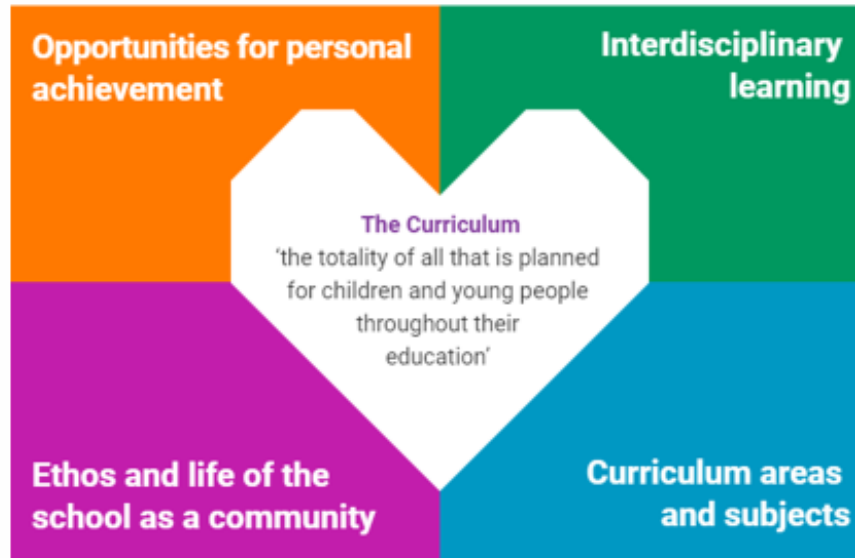 Opportunities for personal
achievement
Interdisciplinary
learning
The Curriculum
‘the totality of all that is planned
for children and young people
throughout their
education’
Ethos and life of the
school as a community
Curriculum areas
and subjects